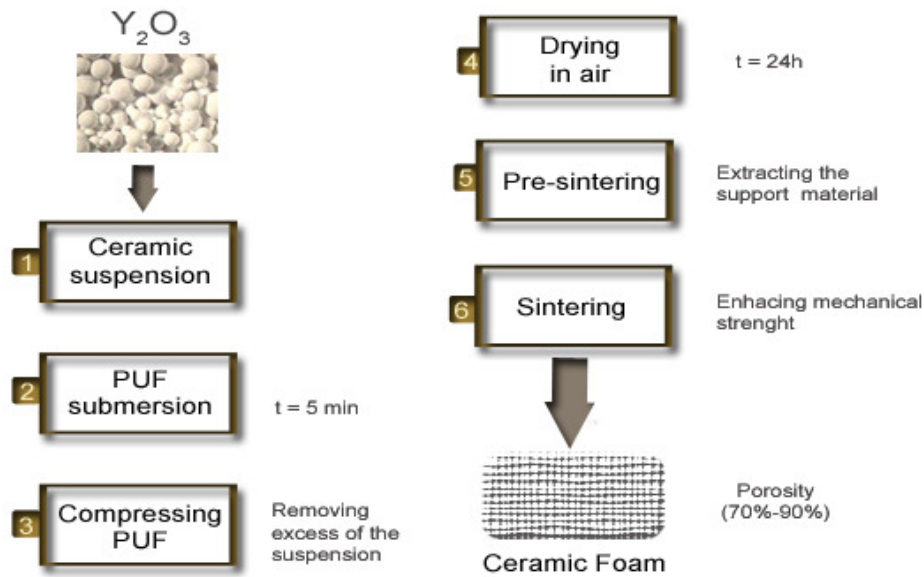 Y₂O₃
1
Ceramic
suspension
2
PUF
submersion
t = 5 min
3
Compressing
PUF
Removing
excess of the
suspension
4
Drying
in air
t = 24h
5
Pre-sintering
Extracting the
support material
6
Sintering
Enhacing mechanical
strenght
Porosity
(70%-90%)
Ceramic Foam